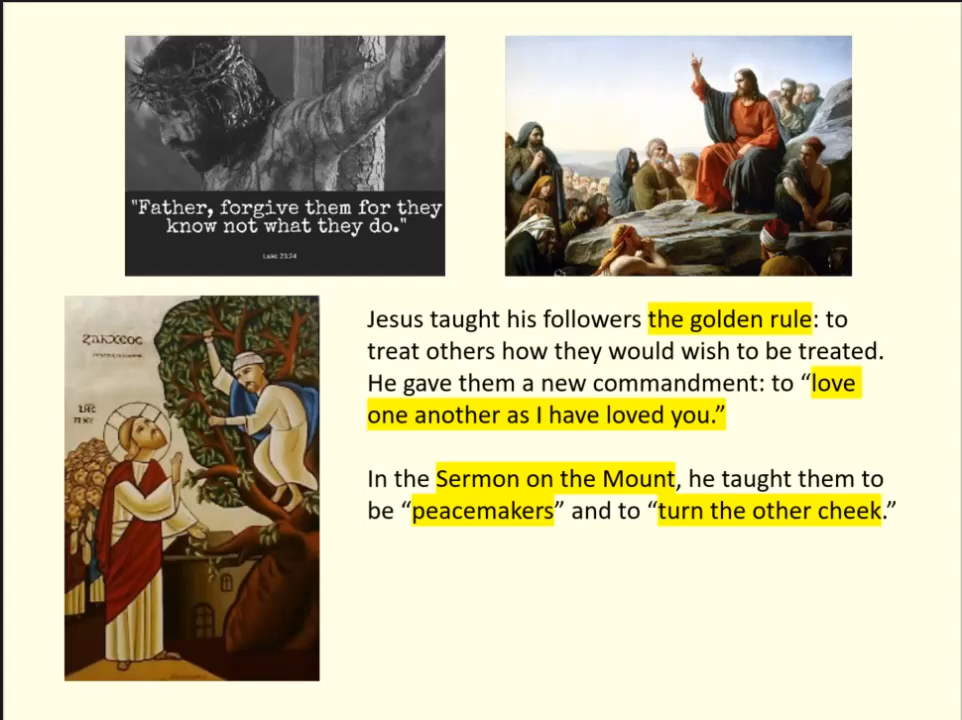 "Father, forgive them for they
know not what they do."
Luke 23:24
ⲌⲀⲕⲬⲈⲟⲥ
Jesus taught his followers the golden rule: to
treat others how they would wish to be treated.
He gave them a new commandment: to “love
one another as I have loved you.”
In the Sermon on the Mount, he taught them to
be “peacemakers” and to “turn the other cheek.”